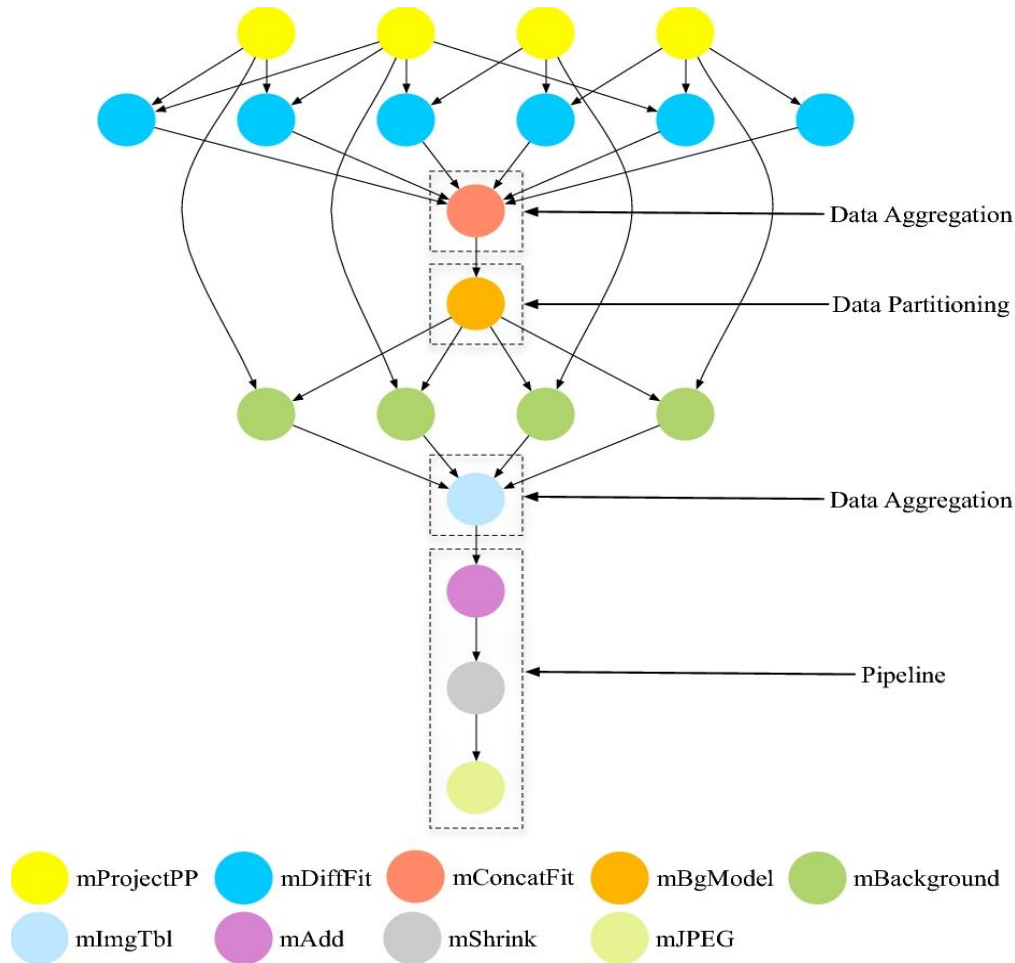 Data Aggregation
Data Partitioning
Data Aggregation
Pipeline
mProjectPP mDiffFit mConcatFit mBgModel mBackground
mImgTbl mAdd mShrink mJPEG